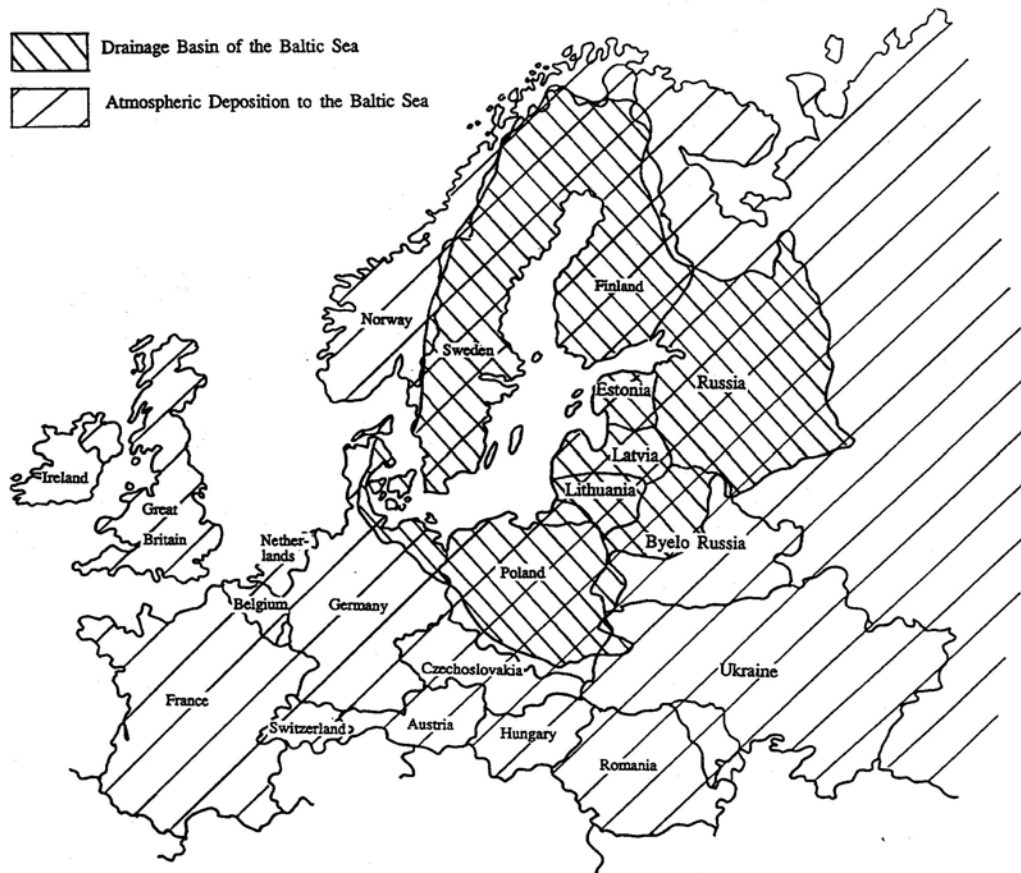 Drainage Basin of the Baltic Sea
Atmospheric Deposition to the Baltic Sea
Norway
Sweden
Finland
Russia
Estonia
Latvia
Lithuania
Byelo Russia
Ireland
Great
Britain
Nether-
lands
Belgium
Germany
Poland
Czechoslovakia
Ukraine
France
Switzerland
Austria
Hungary
Romania